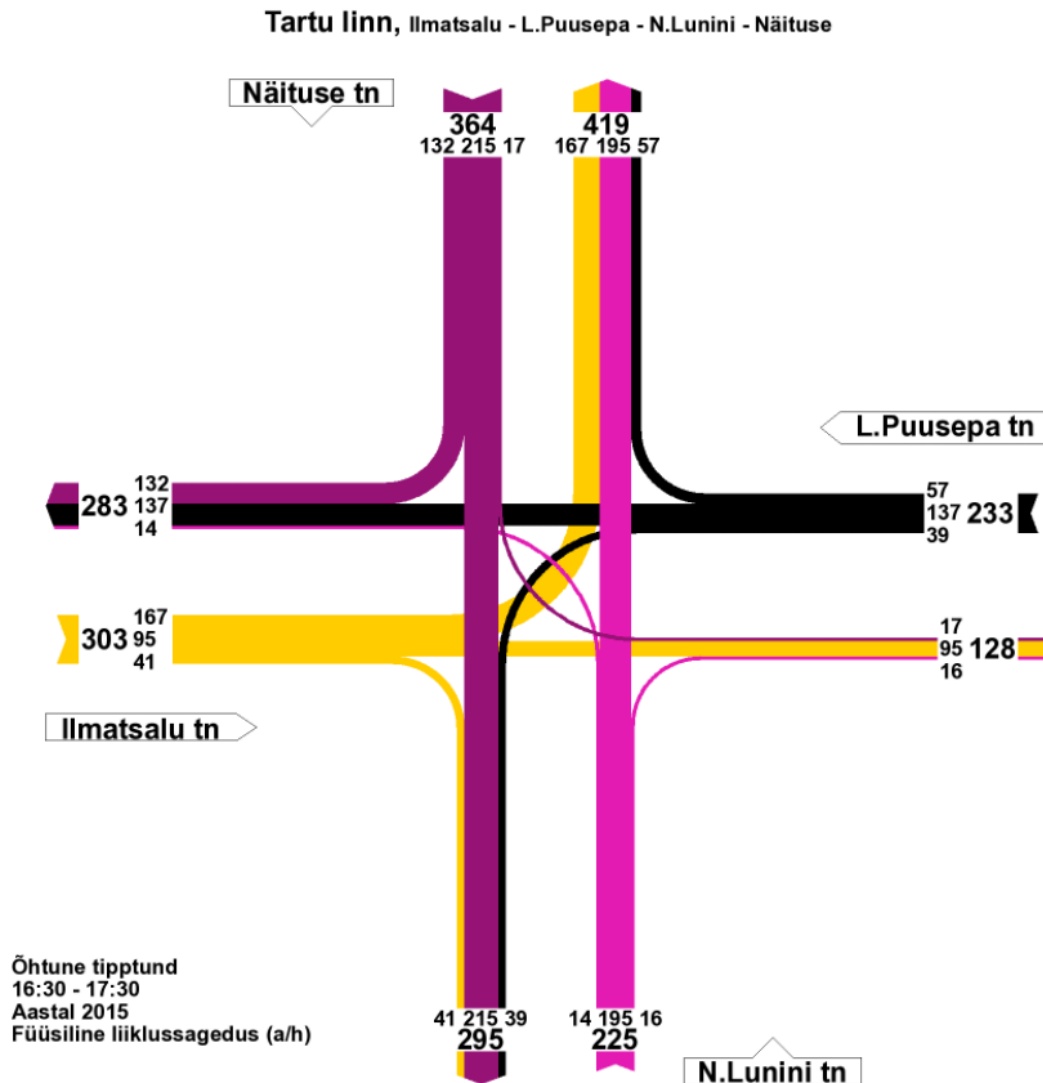 Tartu linn, Ilmatsalu - L.Puusepa - N.Lunini - Näituse
Näituse tn
364
132 215 17
419
167 195 57
L.Puusepa tn
283
132
137
14
57
137
39
233
303
167
95
41
17
95
16
128
Ilmatsalu tn
Õhtune tipptund
16:30 - 17:30
Aastal 2015
Füüsiline liiklussagedus (a/h)
41 215 39
295
14 195 16
225
N.Lunini tn